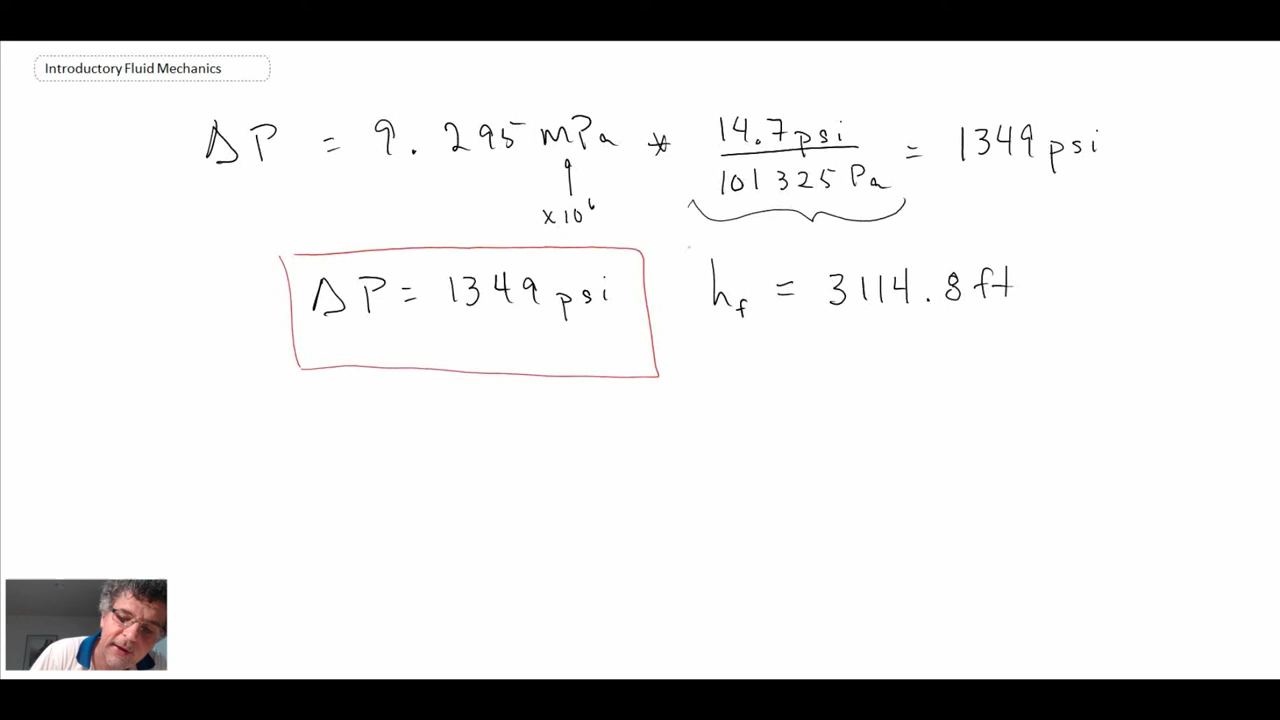 Introductory Fluid Mechanics
ΔP = 9.295 mPa * 14.7 psi / 101325 Pa = 1349 psi
x10⁶
ΔP = 1349 psi h_f = 3114.8 ft